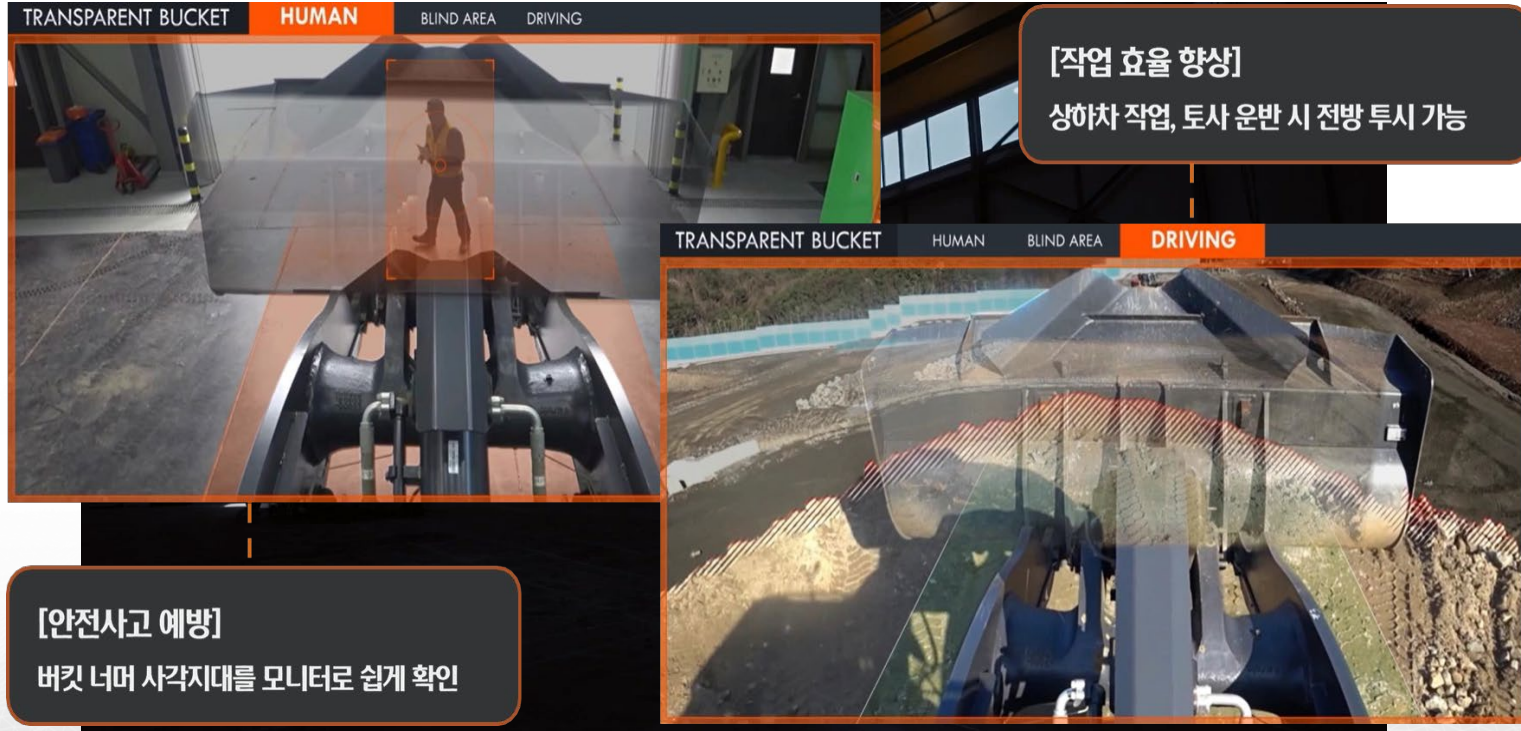 TRANSPARENT BUCKET HUMAN BLIND AREA DRIVING
[작업 효율 향상]
상하차 작업, 토사 운반 시 전방 투시 가능
TRANSPARENT BUCKET HUMAN BLIND AREA DRIVING
[안전사고 예방]
버킷 너머 사각지대를 모니터로 쉽게 확인